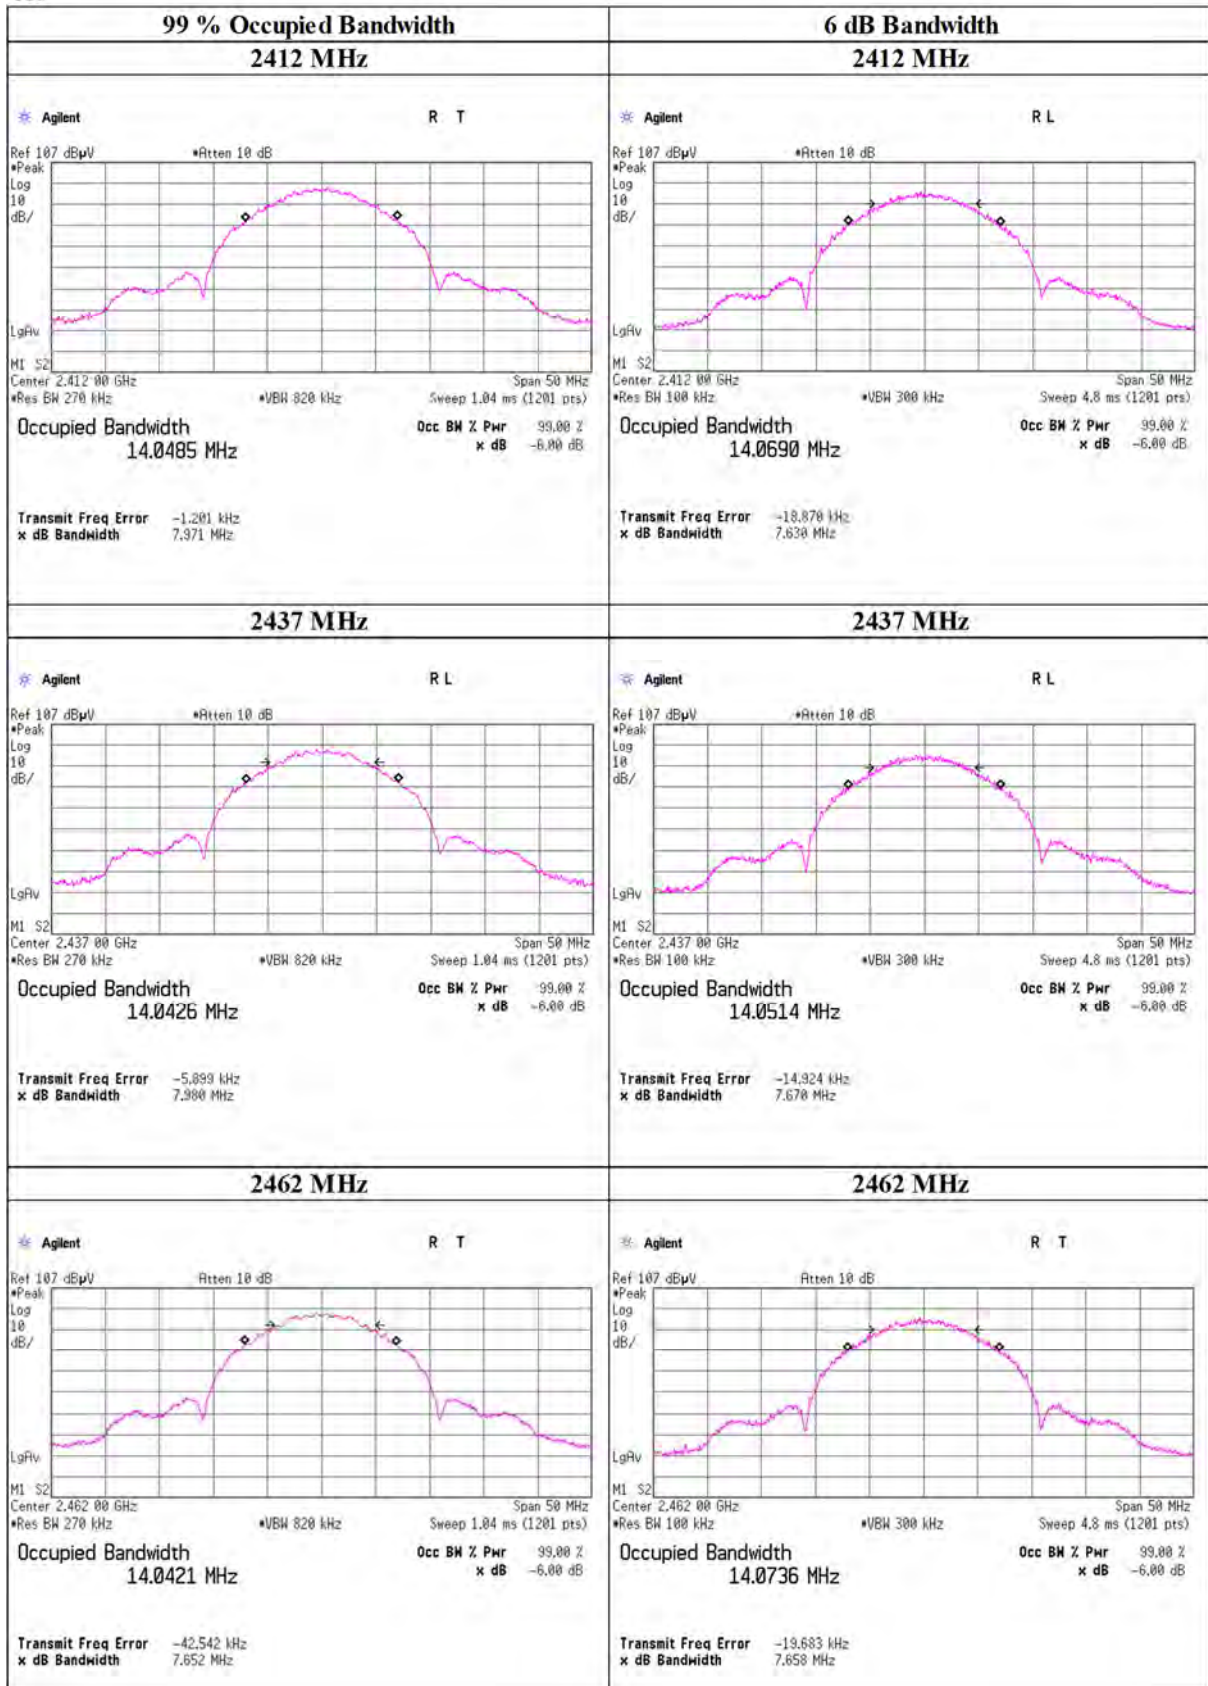 99 % Occupied Bandwidth 6 dB Bandwidth
2412 MHz 2412 MHz
Agilent R T
Ref 107 dBµV *Atten 10 dB
*Peak
Log
10
dB/
LgAv
M1 S2
Center 2.412 00 GHz Span 50 MHz
*Res BW 270 kHz *VBW 820 kHz Sweep 1.04 ms (1201 pts)
Occupied Bandwidth Occ BW % Pwr 99.00 %
14.0485 MHz x dB -6.00 dB
Transmit Freq Error -1.201 kHz
x dB Bandwidth 7.971 MHz
Agilent R L
Ref 107 dBµV *Atten 10 dB
*Peak
Log
10
dB/
LgAv
M1 S2
Center 2.412 00 GHz Span 50 MHz
*Res BW 100 kHz *VBW 300 kHz Sweep 4.8 ms (1201 pts)
Occupied Bandwidth Occ BW % Pwr 99.00 %
14.0690 MHz x dB -6.00 dB
Transmit Freq Error -18.870 kHz
x dB Bandwidth 7.630 MHz
2437 MHz 2437 MHz
Agilent R L
Ref 107 dBµV *Atten 10 dB
*Peak
Log
10
dB/
LgAv
M1 S2
Center 2.437 00 GHz Span 50 MHz
*Res BW 270 kHz *VBW 820 kHz Sweep 1.04 ms (1201 pts)
Occupied Bandwidth Occ BW % Pwr 99.00 %
14.0426 MHz x dB -6.00 dB
Transmit Freq Error -5.899 kHz
x dB Bandwidth 7.980 MHz
Agilent R L
Ref 107 dBµV *Atten 10 dB
*Peak
Log
10
dB/
LgAv
M1 S2
Center 2.437 00 GHz Span 50 MHz
*Res BW 100 kHz *VBW 300 kHz Sweep 4.8 ms (1201 pts)
Occupied Bandwidth Occ BW % Pwr 99.00 %
14.0514 MHz x dB -6.00 dB
Transmit Freq Error -14.924 kHz
x dB Bandwidth 7.670 MHz
2462 MHz 2462 MHz
Agilent R T
Ref 107 dBµV Atten 10 dB
*Peak
Log
10
dB/
LgAv
M1 S2
Center 2.462 00 GHz Span 50 MHz
*Res BW 270 kHz *VBW 820 kHz Sweep 1.04 ms (1201 pts)
Occupied Bandwidth Occ BW % Pwr 99.00 %
14.0421 MHz x dB -6.00 dB
Transmit Freq Error -42.542 kHz
x dB Bandwidth 7.652 MHz
Agilent R T
Ref 107 dBµV Atten 10 dB
*Peak
Log
10
dB/
LgAv
M1 S2
Center 2.462 00 GHz Span 50 MHz
*Res BW 100 kHz *VBW 300 kHz Sweep 4.8 ms (1201 pts)
Occupied Bandwidth Occ BW % Pwr 99.00 %
14.0736 MHz x dB -6.00 dB
Transmit Freq Error -19.683 kHz
x dB Bandwidth 7.658 MHz